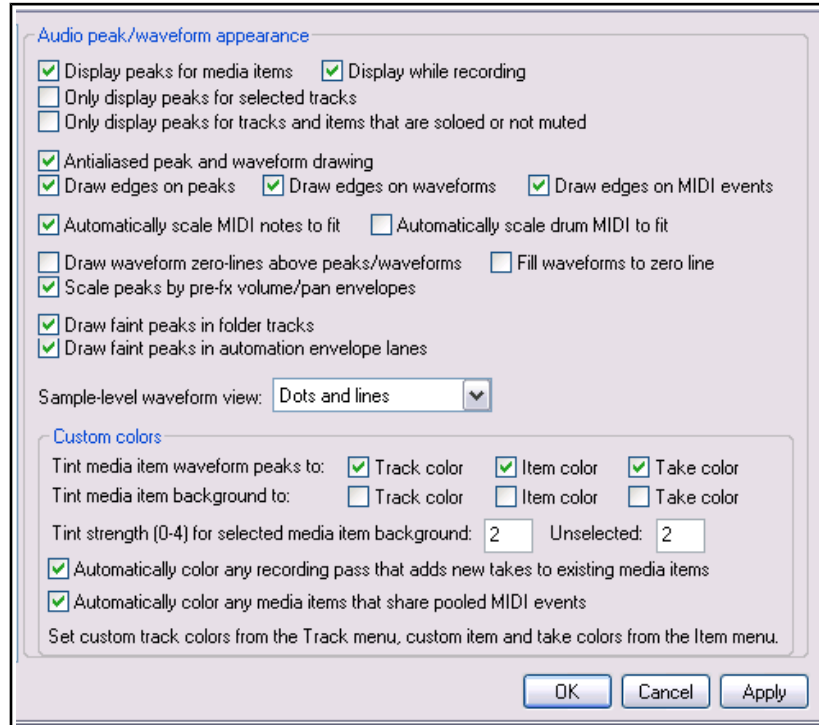 Audio peak/waveform appearance
Display peaks for media items Display while recording
Only display peaks for selected tracks
Only display peaks for tracks and items that are soloed or not muted
Antialiased peak and waveform drawing
Draw edges on peaks Draw edges on waveforms Draw edges on MIDI events
Automatically scale MIDI notes to fit Automatically scale drum MIDI to fit
Draw waveform zero-lines above peaks/waveforms Fill waveforms to zero line
Scale peaks by pre-fx volume/pan envelopes
Draw faint peaks in folder tracks
Draw faint peaks in automation envelope lanes
Sample-level waveform view: Dots and lines
Custom colors
Tint media item waveform peaks to: Track color Item color Take color
Tint media item background to: Track color Item color Take color
Tint strength (0-4) for selected media item background: 2 Unselected: 2
Automatically color any recording pass that adds new takes to existing media items
Automatically color any media items that share pooled MIDI events
Set custom track colors from the Track menu, custom item and take colors from the Item menu.
OK Cancel Apply